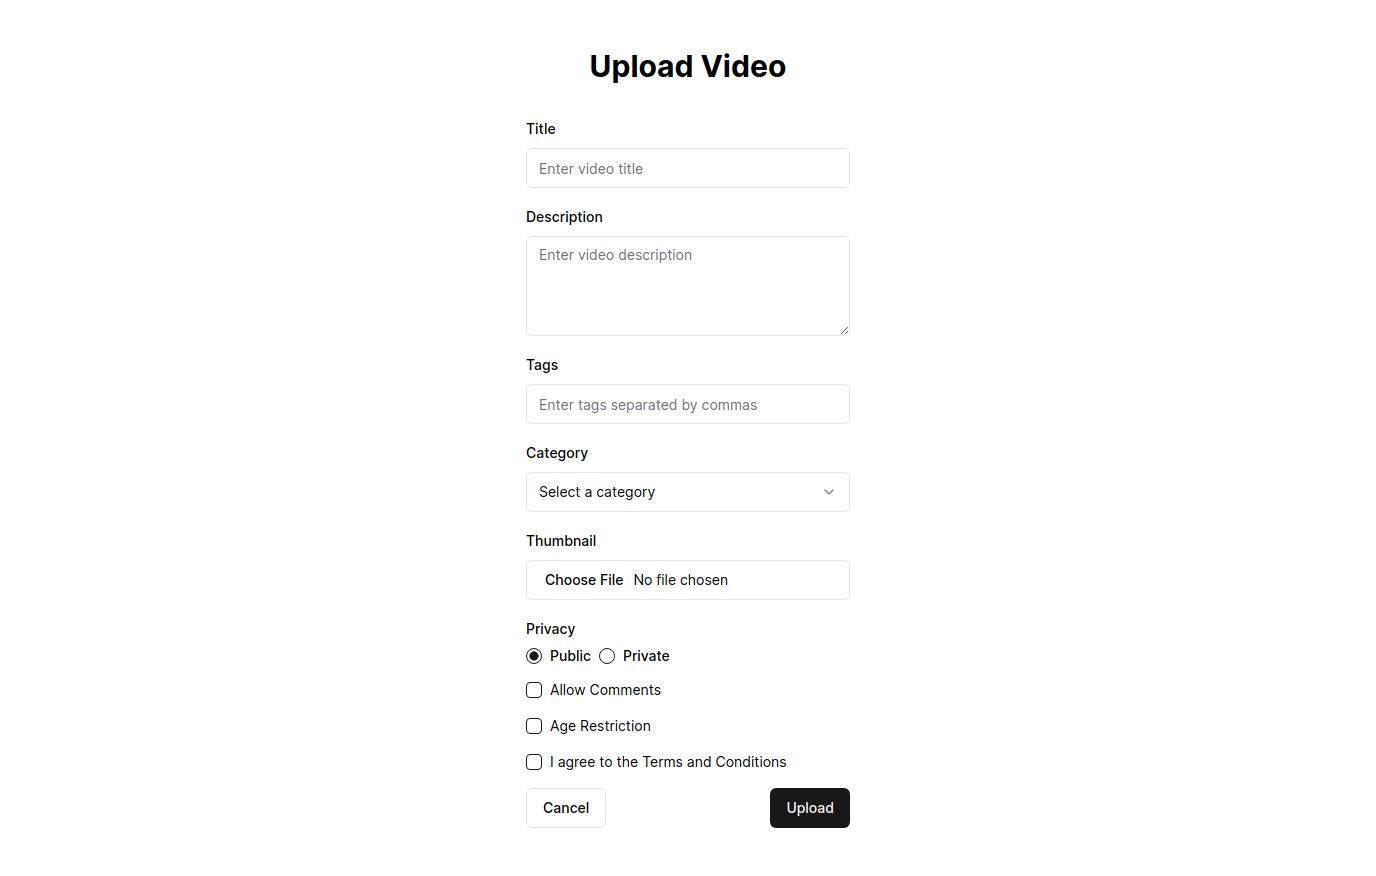 Upload Video
Title
Enter video title
Description
Enter video description
Tags
Enter tags separated by commas
Category
Select a category
Thumbnail
Choose File No file chosen
Privacy
Public Private
Allow Comments
Age Restriction
I agree to the Terms and Conditions
Cancel Upload